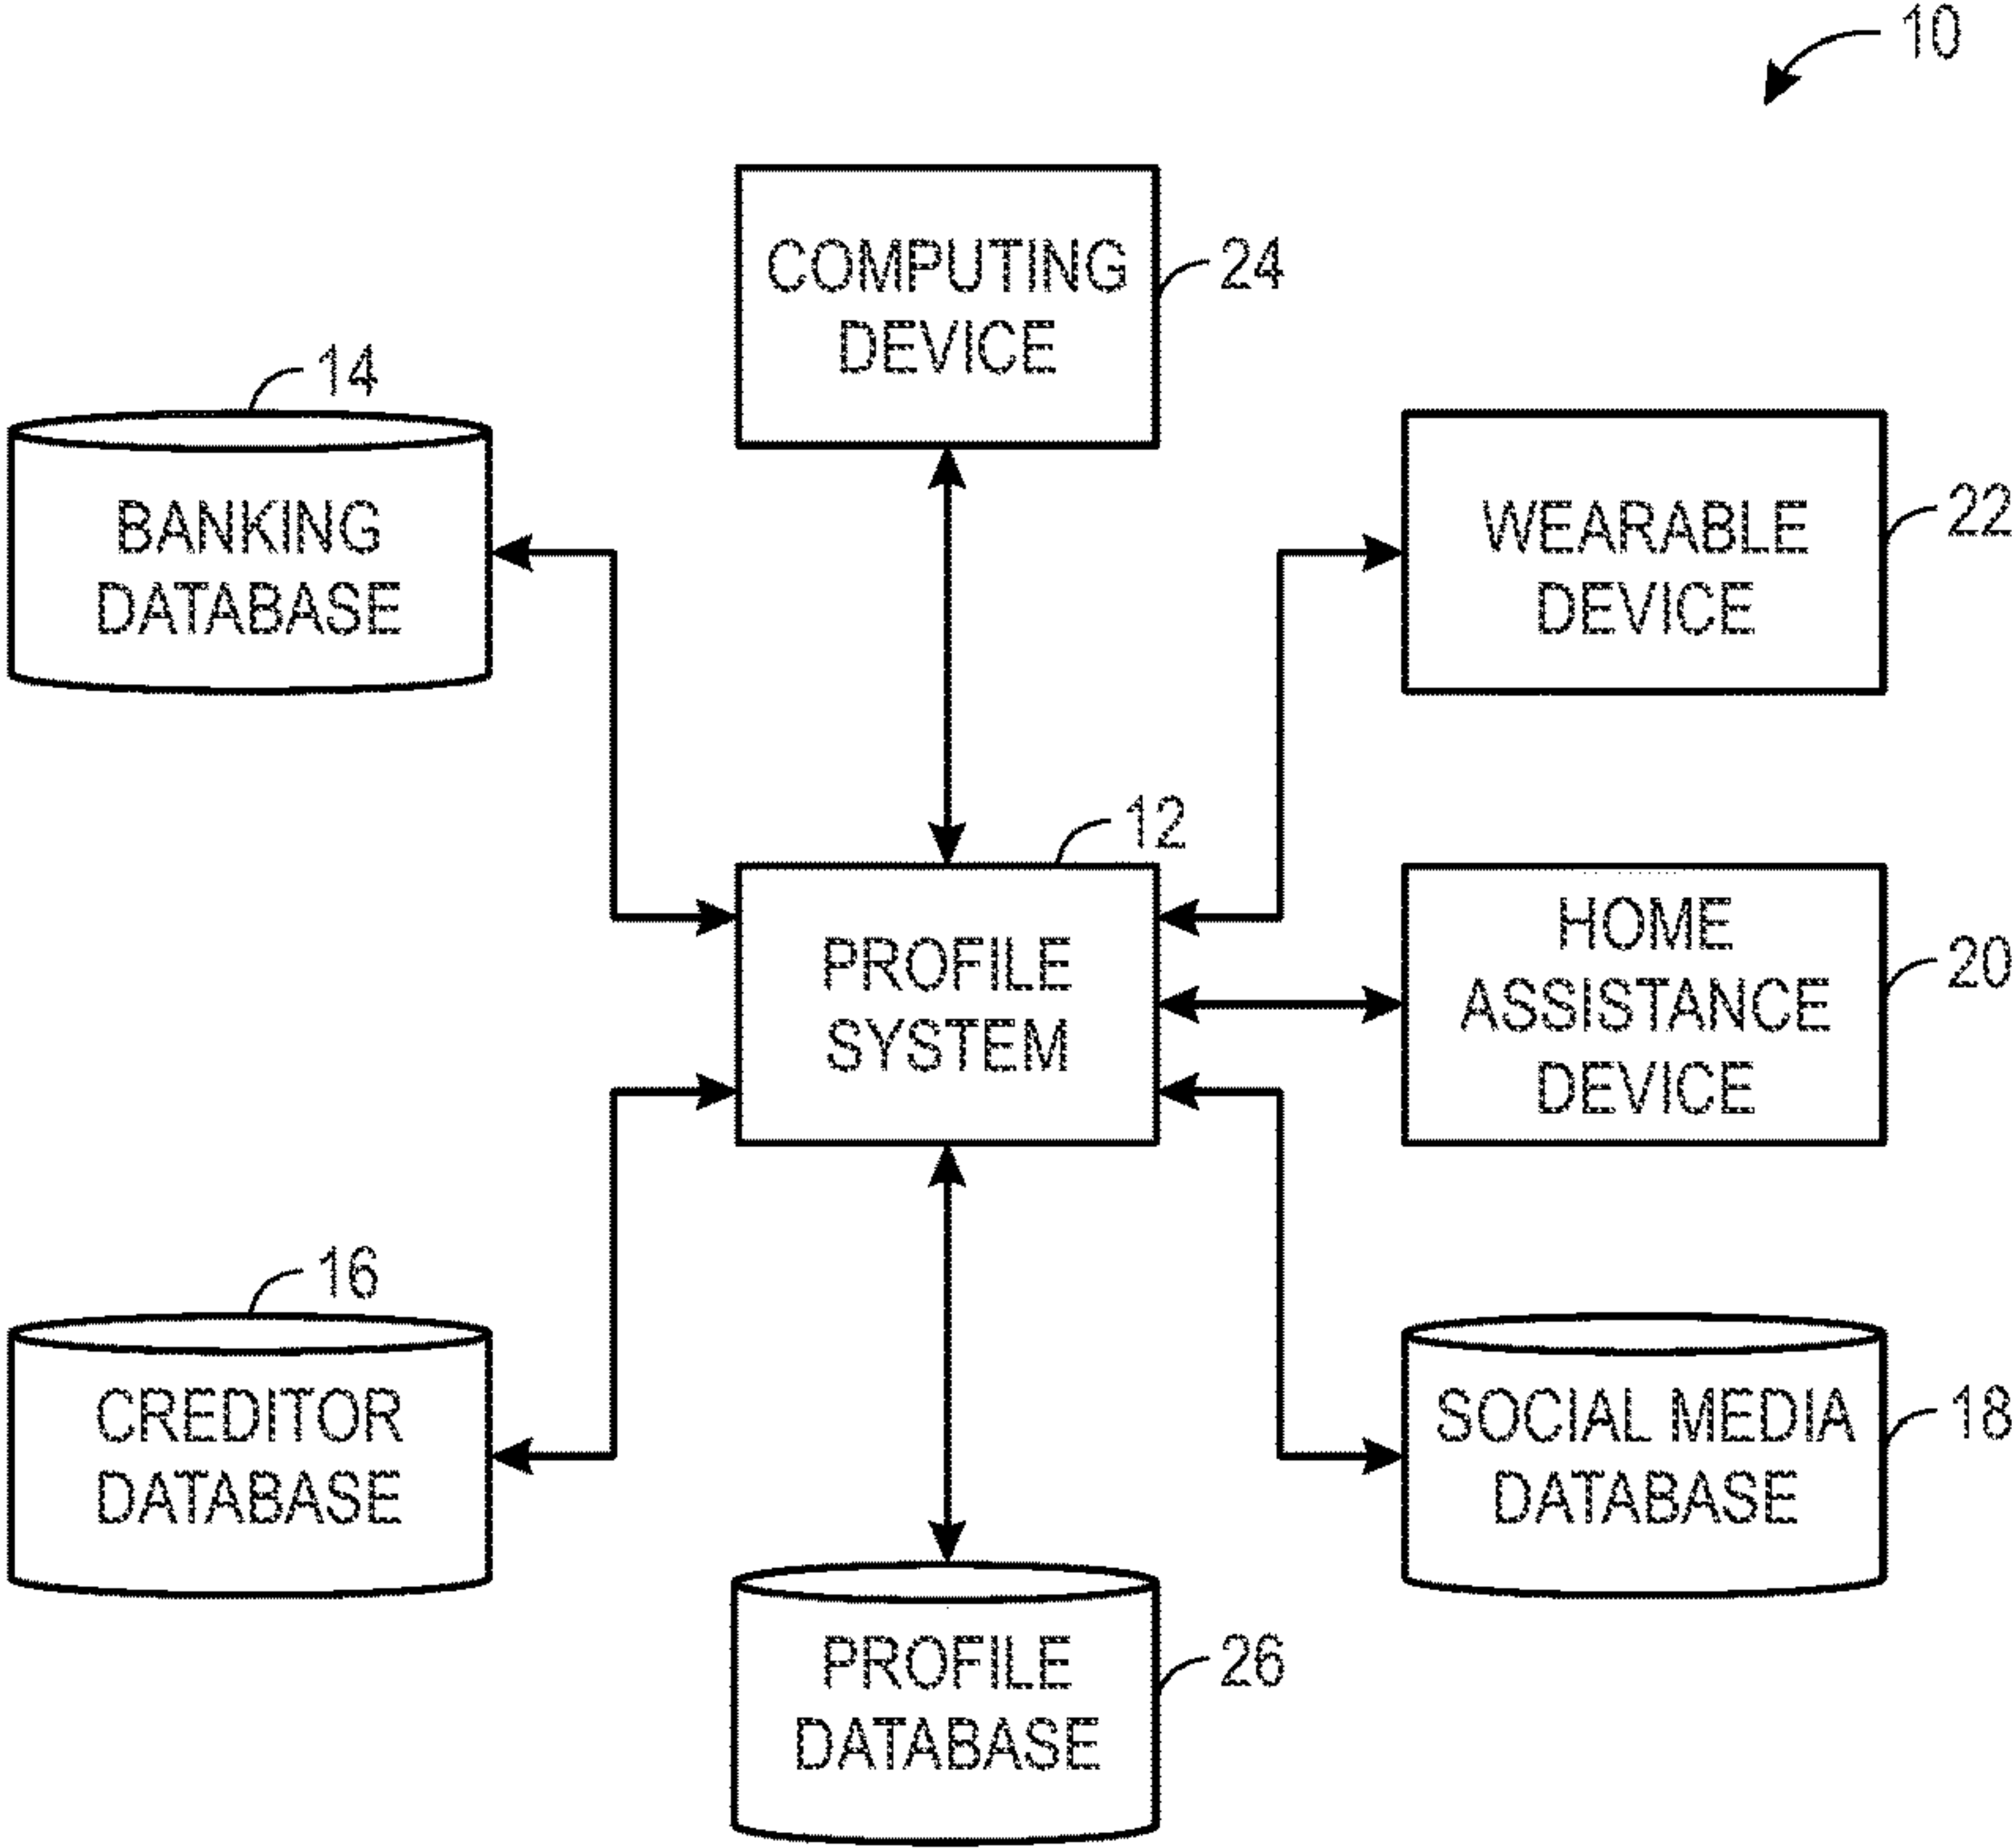 10
COMPUTING
DEVICE
24
14
BANKING
DATABASE
WEARABLE
DEVICE
22
12
PROFILE
SYSTEM
HOME
ASSISTANCE
DEVICE
20
16
CREDITOR
DATABASE
SOCIAL MEDIA
DATABASE
18
PROFILE
DATABASE
26